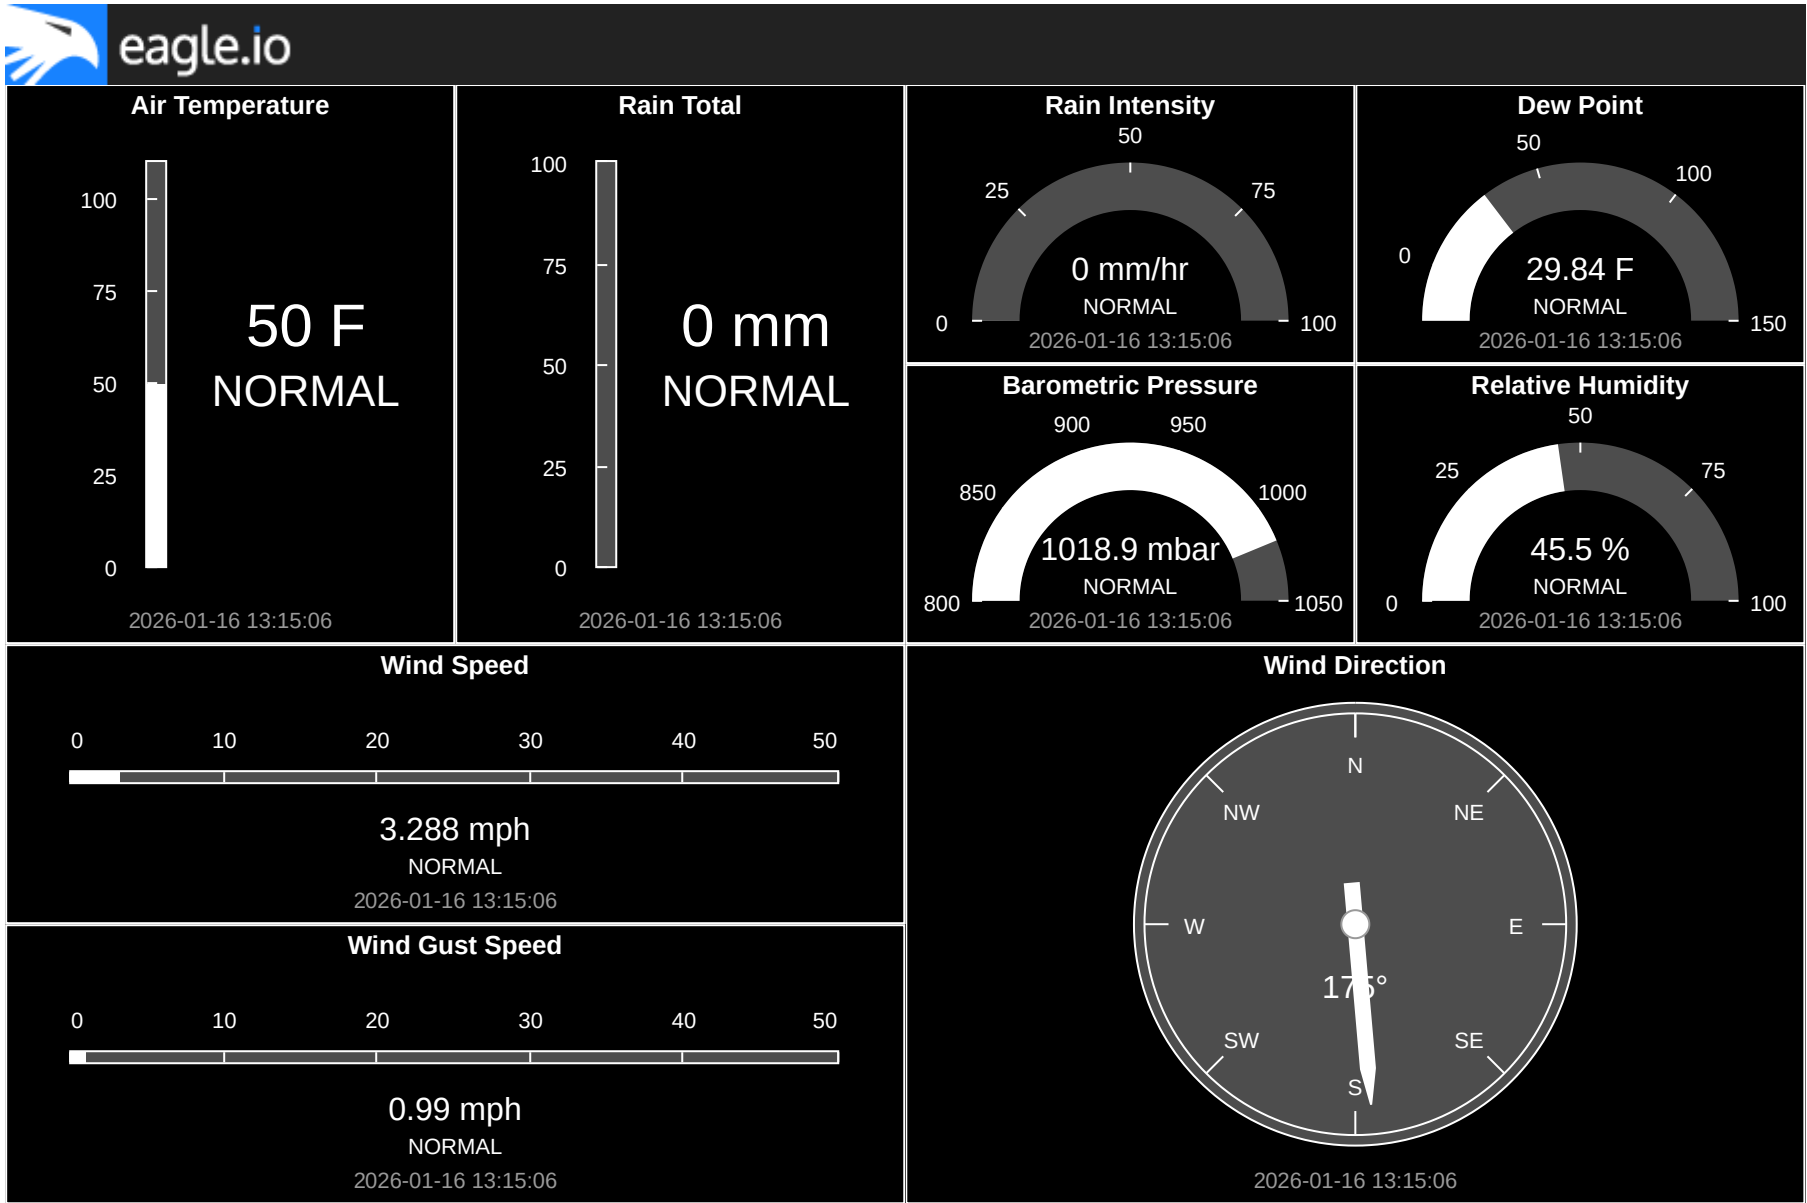 eagle.io
Air Temperature
100
75
50
25
0
50 F
NORMAL
2026-01-16 13:15:06
Rain Total
100
75
50
25
0
0 mm
NORMAL
2026-01-16 13:15:06
Rain Intensity
50
25
75
0
100
0 mm/hr
NORMAL
2026-01-16 13:15:06
Dew Point
50
100
0
150
29.84 F
NORMAL
2026-01-16 13:15:06
Barometric Pressure
900
950
850
1000
800
1050
1018.9 mbar
NORMAL
2026-01-16 13:15:06
Relative Humidity
50
25
75
0
100
45.5 %
NORMAL
2026-01-16 13:15:06
Wind Speed
0 10 20 30 40 50
3.288 mph
NORMAL
2026-01-16 13:15:06
Wind Gust Speed
0 10 20 30 40 50
0.99 mph
NORMAL
2026-01-16 13:15:06
Wind Direction
N
NW
NE
W
E
175°
SW
SE
S
2026-01-16 13:15:06